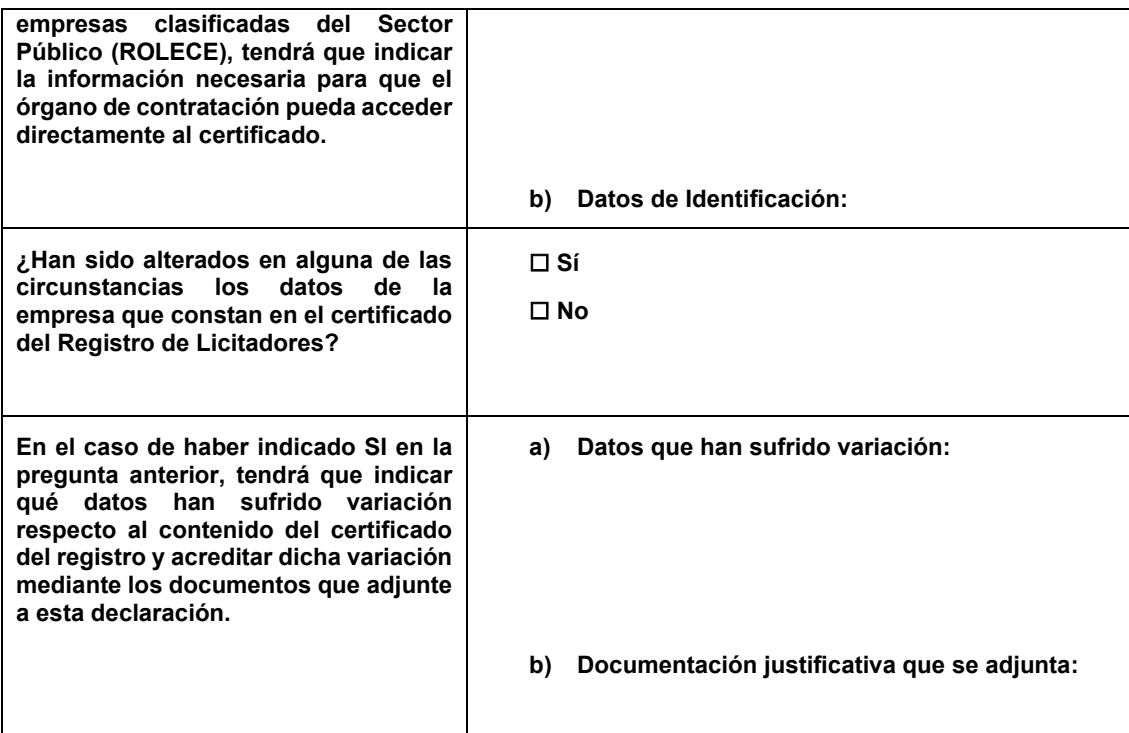 empresas clasificadas del Sector
Público (ROLECE), tendrá que indicar
la información necesaria para que el
órgano de contratación pueda acceder
directamente al certificado.
b) Datos de Identificación:
¿Han sido alterados en alguna de las
circunstancias los datos de la
empresa que constan en el certificado
del Registro de Licitadores?
☐ Sí
☐ No
En el caso de haber indicado SI en la
pregunta anterior, tendrá que indicar
qué datos han sufrido variación
respecto al contenido del certificado
del registro y acreditar dicha variación
mediante los documentos que adjunte
a esta declaración.
a) Datos que han sufrido variación:
b) Documentación justificativa que se adjunta: